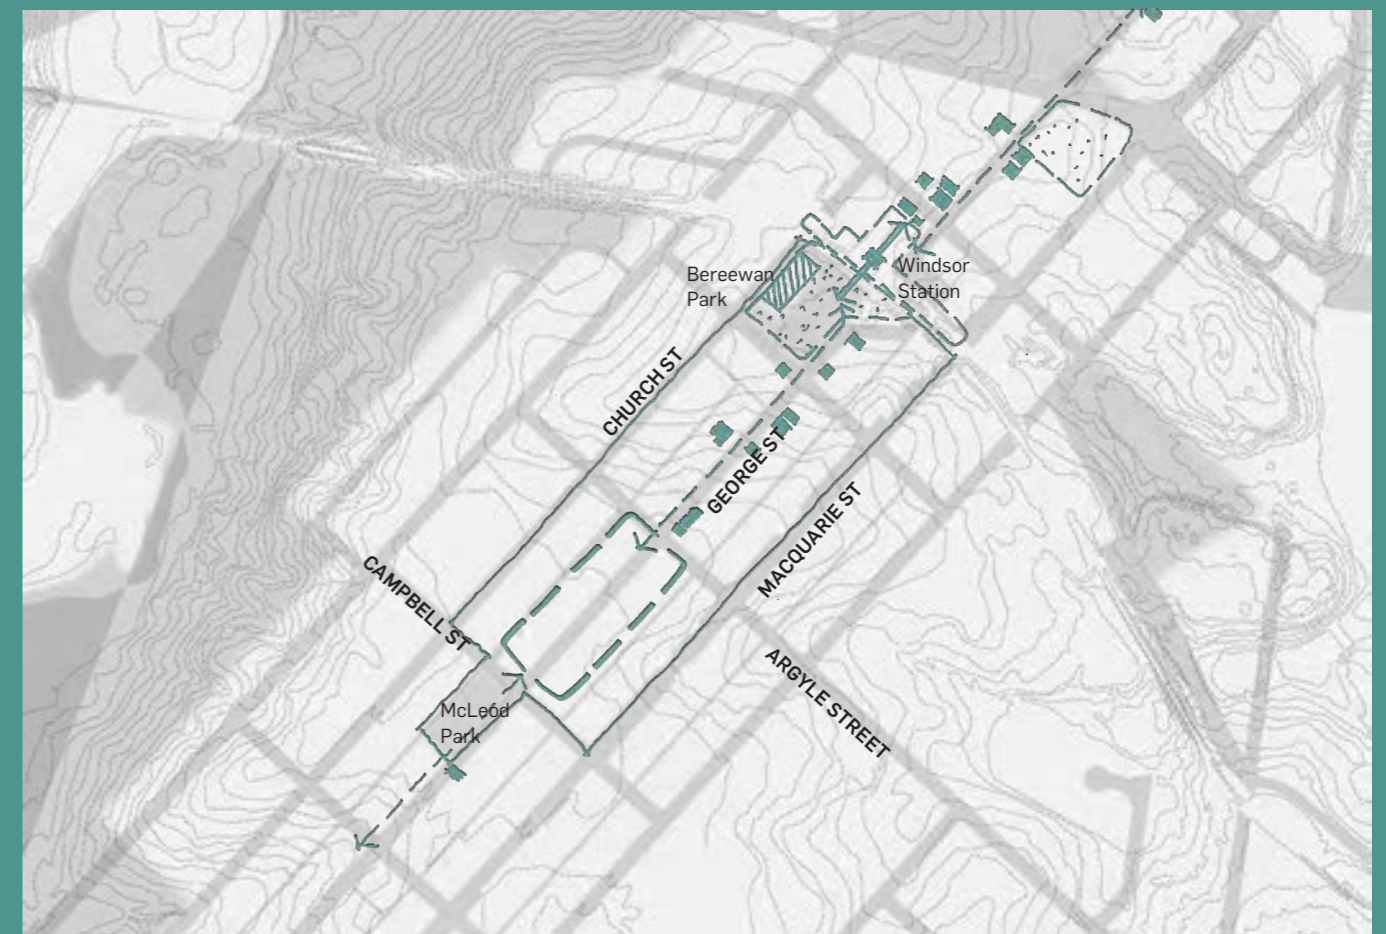 Bereewan
Park
Windsor
Station
CHURCH ST
GEORGE ST
MACQUARIE ST
CAMPBELL ST
ARGYLE STREET
McLeod
Park